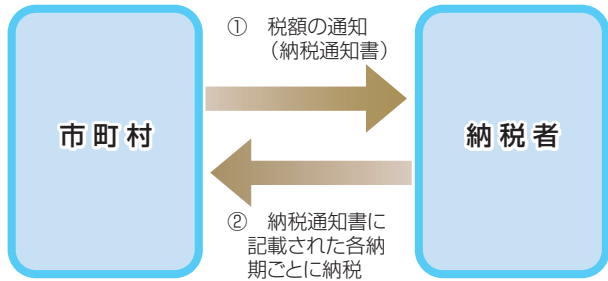 ① 税額の通知
（納税通知書）
市町村
納税者
② 納税通知書に
記載された各納
期ごとに納税